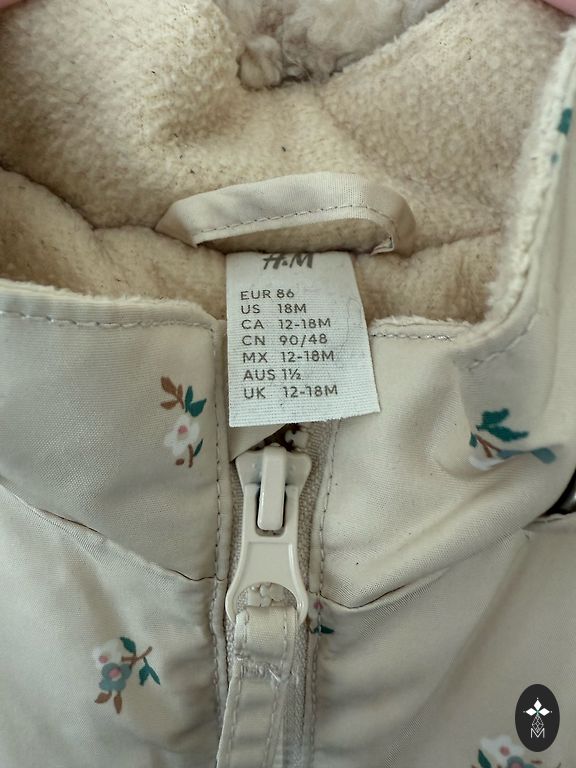 H&M
EUR 86
US 18M
CA 12-18M
CN 90/48
MX 12-18M
AUS 1½
UK 12-18M
M